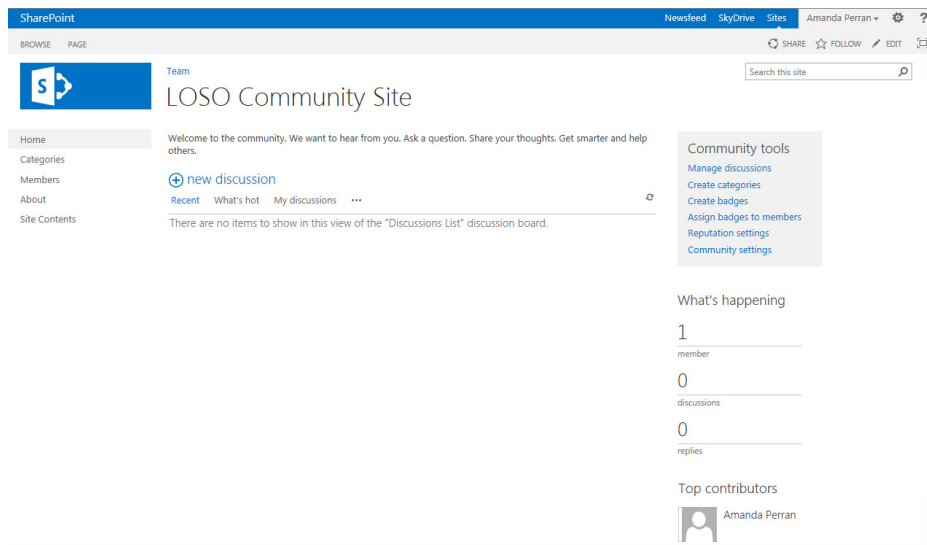 SharePoint
Newsfeed SkyDrive Sites Amanda Perran ?
BROWSE PAGE
SHARE FOLLOW EDIT
S
Team
Search this site
LOSO Community Site
Home
Categories
Members
About
Site Contents
Welcome to the community. We want to hear from you. Ask a question. Share your thoughts. Get smarter and help
others.
new discussion
Recent What's hot My discussions •••
There are no items to show in this view of the "Discussions List" discussion board.
Community tools
Manage discussions
Create categories
Create badges
Assign badges to members
Reputation settings
Community settings
What's happening
1
member
0
discussions
0
replies
Top contributors
Amanda Perran